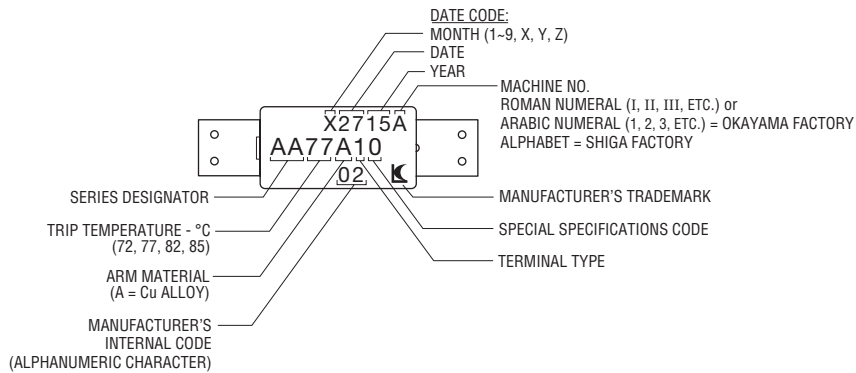 DATE CODE:
MONTH (1~9, X, Y, Z)
DATE
YEAR
MACHINE NO.
ROMAN NUMERAL (I, II, III, ETC.) or
ARABIC NUMERAL (1, 2, 3, ETC.) = OKAYAMA FACTORY
ALPHABET = SHIGA FACTORY
X2715A
AA77A10
02
SERIES DESIGNATOR
MANUFACTURER'S TRADEMARK
TRIP TEMPERATURE - °C
(72, 77, 82, 85)
SPECIAL SPECIFICATIONS CODE
TERMINAL TYPE
ARM MATERIAL
(A = Cu ALLOY)
MANUFACTURER'S
INTERNAL CODE
(ALPHANUMERIC CHARACTER)